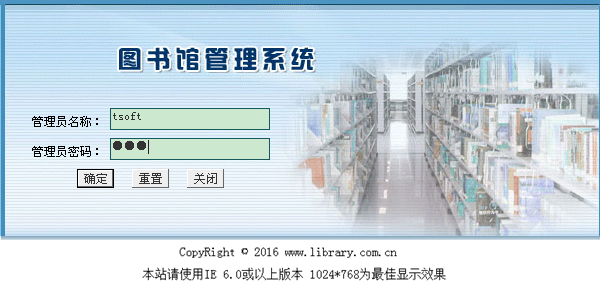 图书馆管理系统
管理员名称： tsoft
管理员密码： ●●●
确定 重置 关闭
CopyRight © 2016 www.library.com.cn
本站请使用IE 6.0或以上版本 1024*768为最佳显示效果